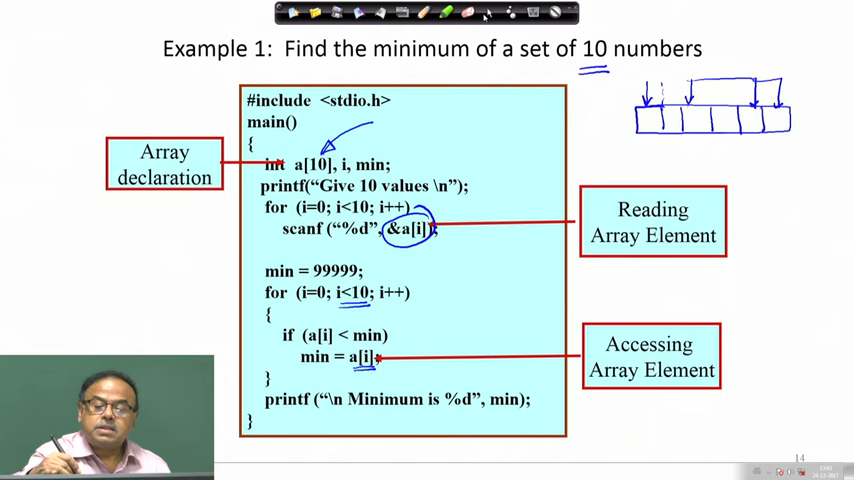 Example 1: Find the minimum of a set of 10 numbers
#include <stdio.h>
main()
{
int a[10], i, min;
printf(“Give 10 values \n”);
for (i=0; i<10; i++)
scanf (“%d”, &a[i]);
min = 99999;
for (i=0; i<10; i++)
{
if (a[i] < min)
min = a[i];
}
printf (“\n Minimum is %d”, min);
}
Array
declaration
Reading
Array Element
Accessing
Array Element
14